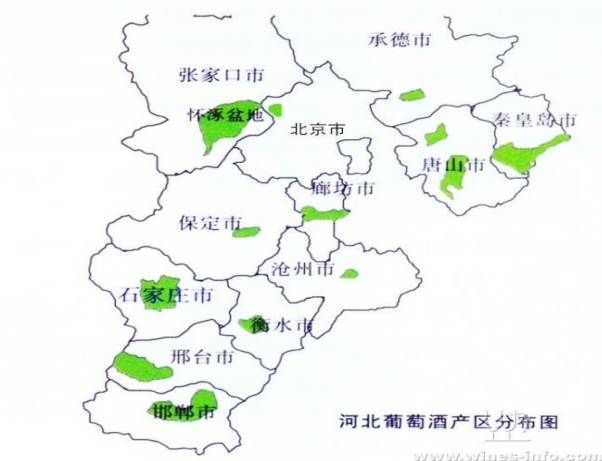 承德市
张家口市
怀涿盆地
北京市
秦皇岛市
唐山市
廊坊市
保定市
沧州市
石家庄市
衡水市
邢台市
邯郸市
河北葡萄酒产区分布图
www.wines-info.com